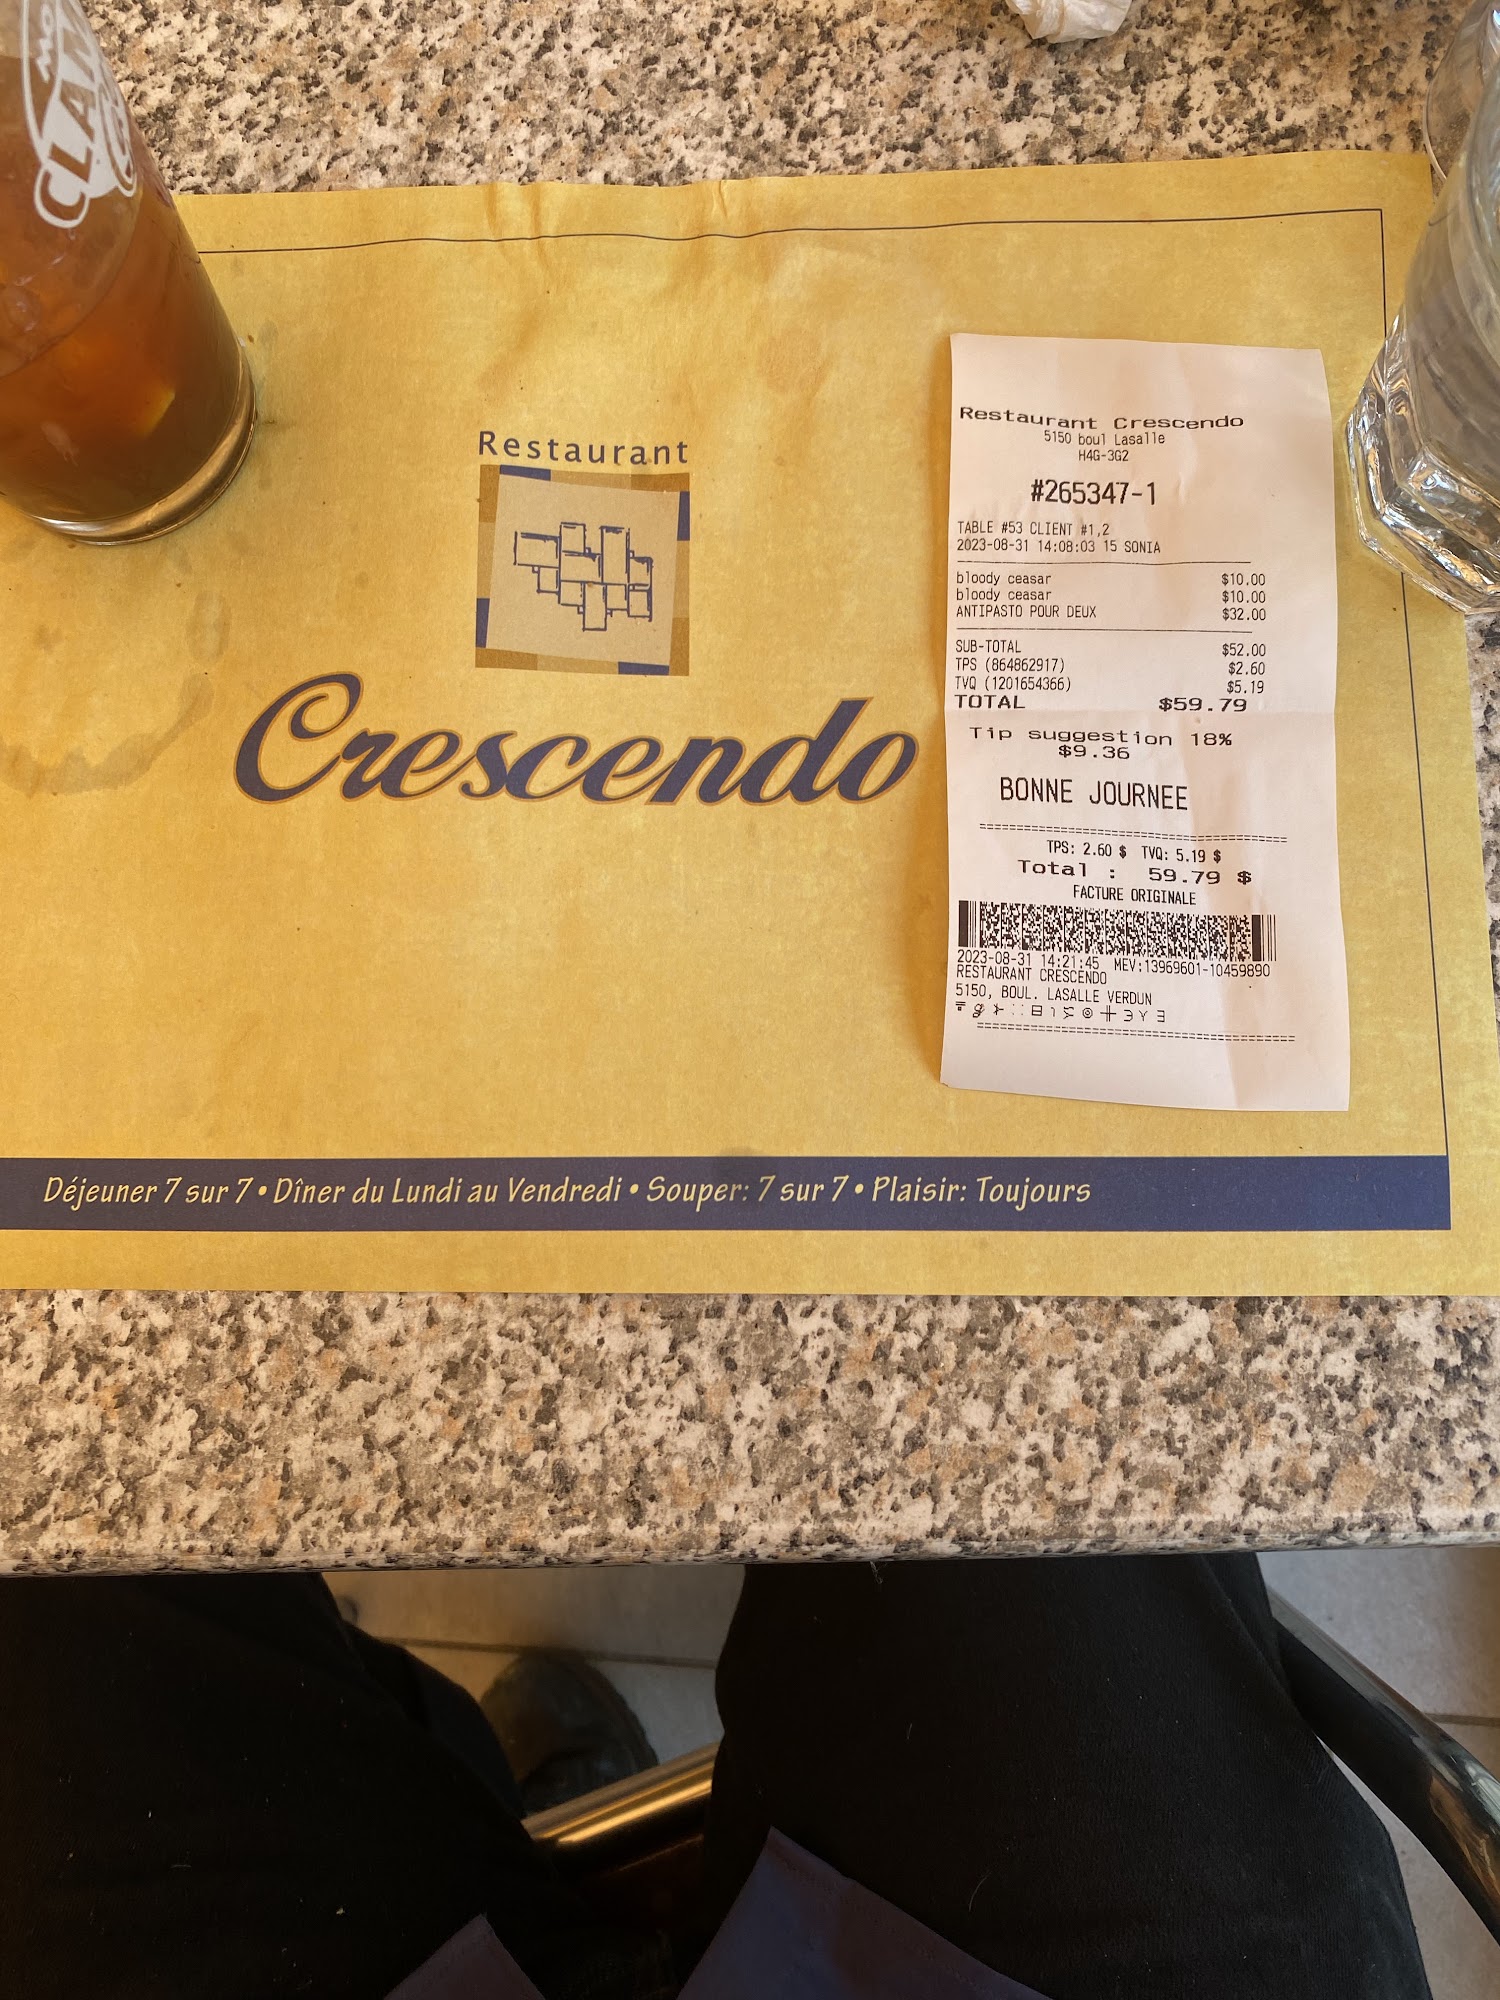 MOTT'S
CLAMATO
Restaurant
Crescendo
Restaurant Crescendo
5150 boul Lasalle
H4G-3G2
#265347-1
TABLE #53 CLIENT #1,2
2023-08-31 14:08:03 15 SONIA
bloody ceasar $10.00
bloody ceasar $10.00
ANTIPASTO POUR DEUX $32.00
SUB-TOTAL $52.00
TPS (864862917) $2.60
TVQ (1201654366) $5.19
TOTAL $59.79
Tip suggestion 18%
$9.36
BONNE JOURNEE
TPS: 2.60 $ TVQ: 5.19 $
Total : 59.79 $
FACTURE ORIGINALE
2023-08-31 14:21:45 MEV:13969601-10459890
RESTAURANT CRESCENDO
5150, BOUL. LASALLE VERDUN
Déjeuner 7 sur 7 • Dîner du Lundi au Vendredi • Souper: 7 sur 7 • Plaisir: Toujours